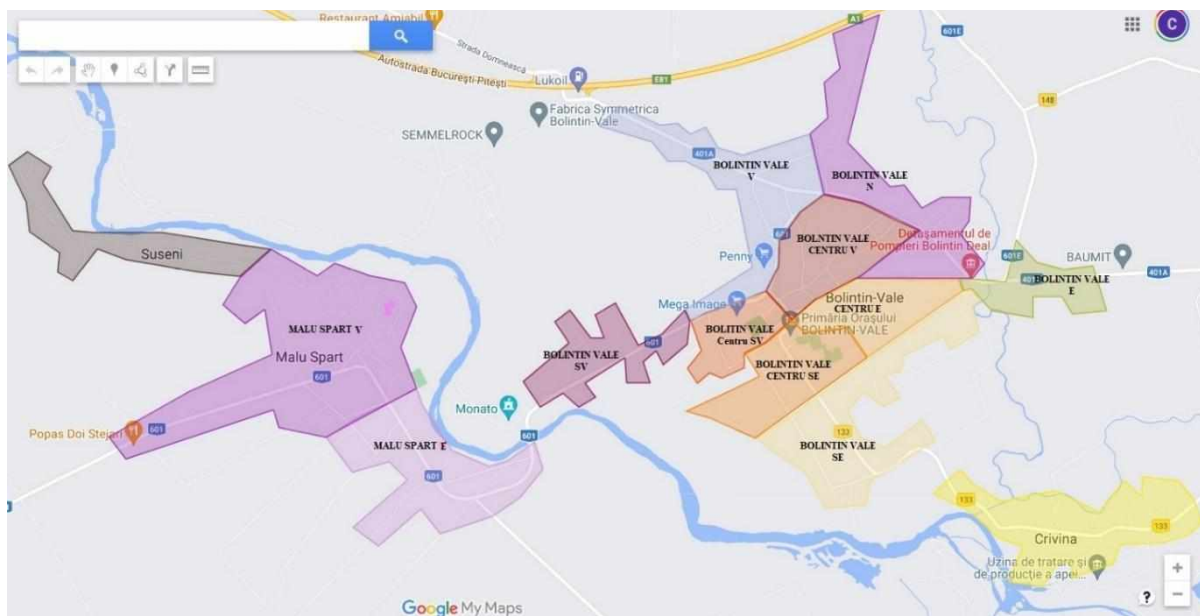 Restaurant Amiabil
Strada Domnească
Autostrada București-Pitești
A1
601E
C
Lukoil
E81
148
Fabrica Symmetrica
Bolintin-Vale
SEMMELROCK
401A
BOLINTIN VALE
V
BOLINTIN VALE
N
Suseni
601
BOLNTIN VALE
CENTRU V
Detașamentul de
Pompieri Bolintin Deal
Penny
601E
BAUMIT
401A
BOLINTIN VALE
E
Mega Image
Bolintin-Vale
CENTRU E
Primăria Orașului
BOLINTIN-VALE
MALU SPART V
Malu Spart
601
BOLINTIN VALE
SV
601
BOLITIN VALE
Centru SV
BOLINTIN VALE
CENTRU SE
Monato
Popas Doi Stejari
601
601
133
MALU SPART E
BOLINTIN VALE
SE
601
133
133
Crivina
Uzina de tratare și
de producție a apei...
Google My Maps
+
?
−